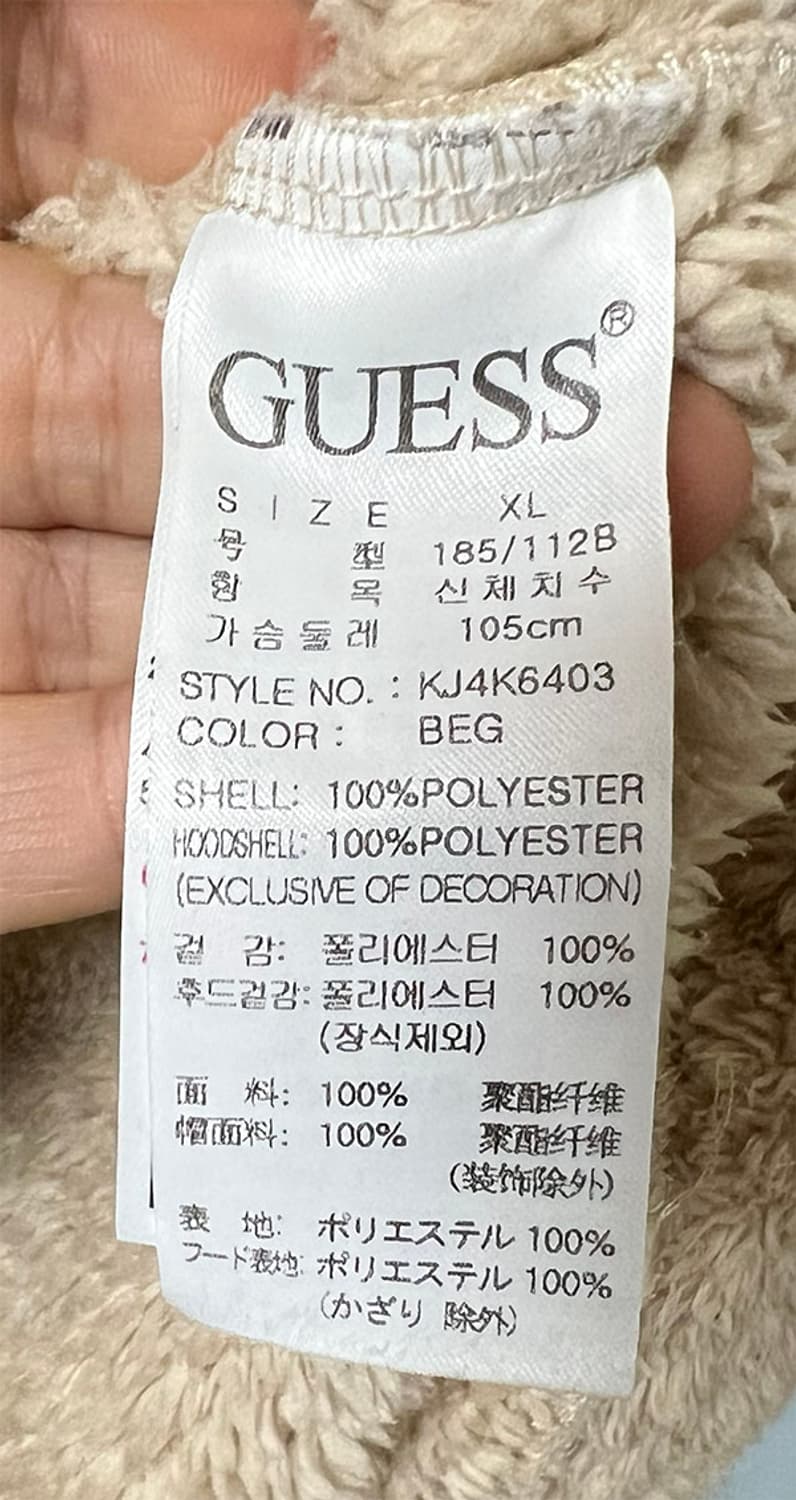 GUESS®
SIZE XL
号型 185/112B
항목 신체치수
가슴둘레 105cm
STYLE NO. : KJ4K6403
COLOR : BEG
SHELL: 100%POLYESTER
HOODSHELL: 100%POLYESTER
(EXCLUSIVE OF DECORATION)
겉감: 폴리에스터 100%
후드겉감: 폴리에스터 100%
(장식제외)
面料: 100% 聚酯纤维
帽面料: 100% 聚酯纤维
(装饰除外)
表地: ポリエステル 100%
フード表地: ポリエステル 100%
(かざり 除外)